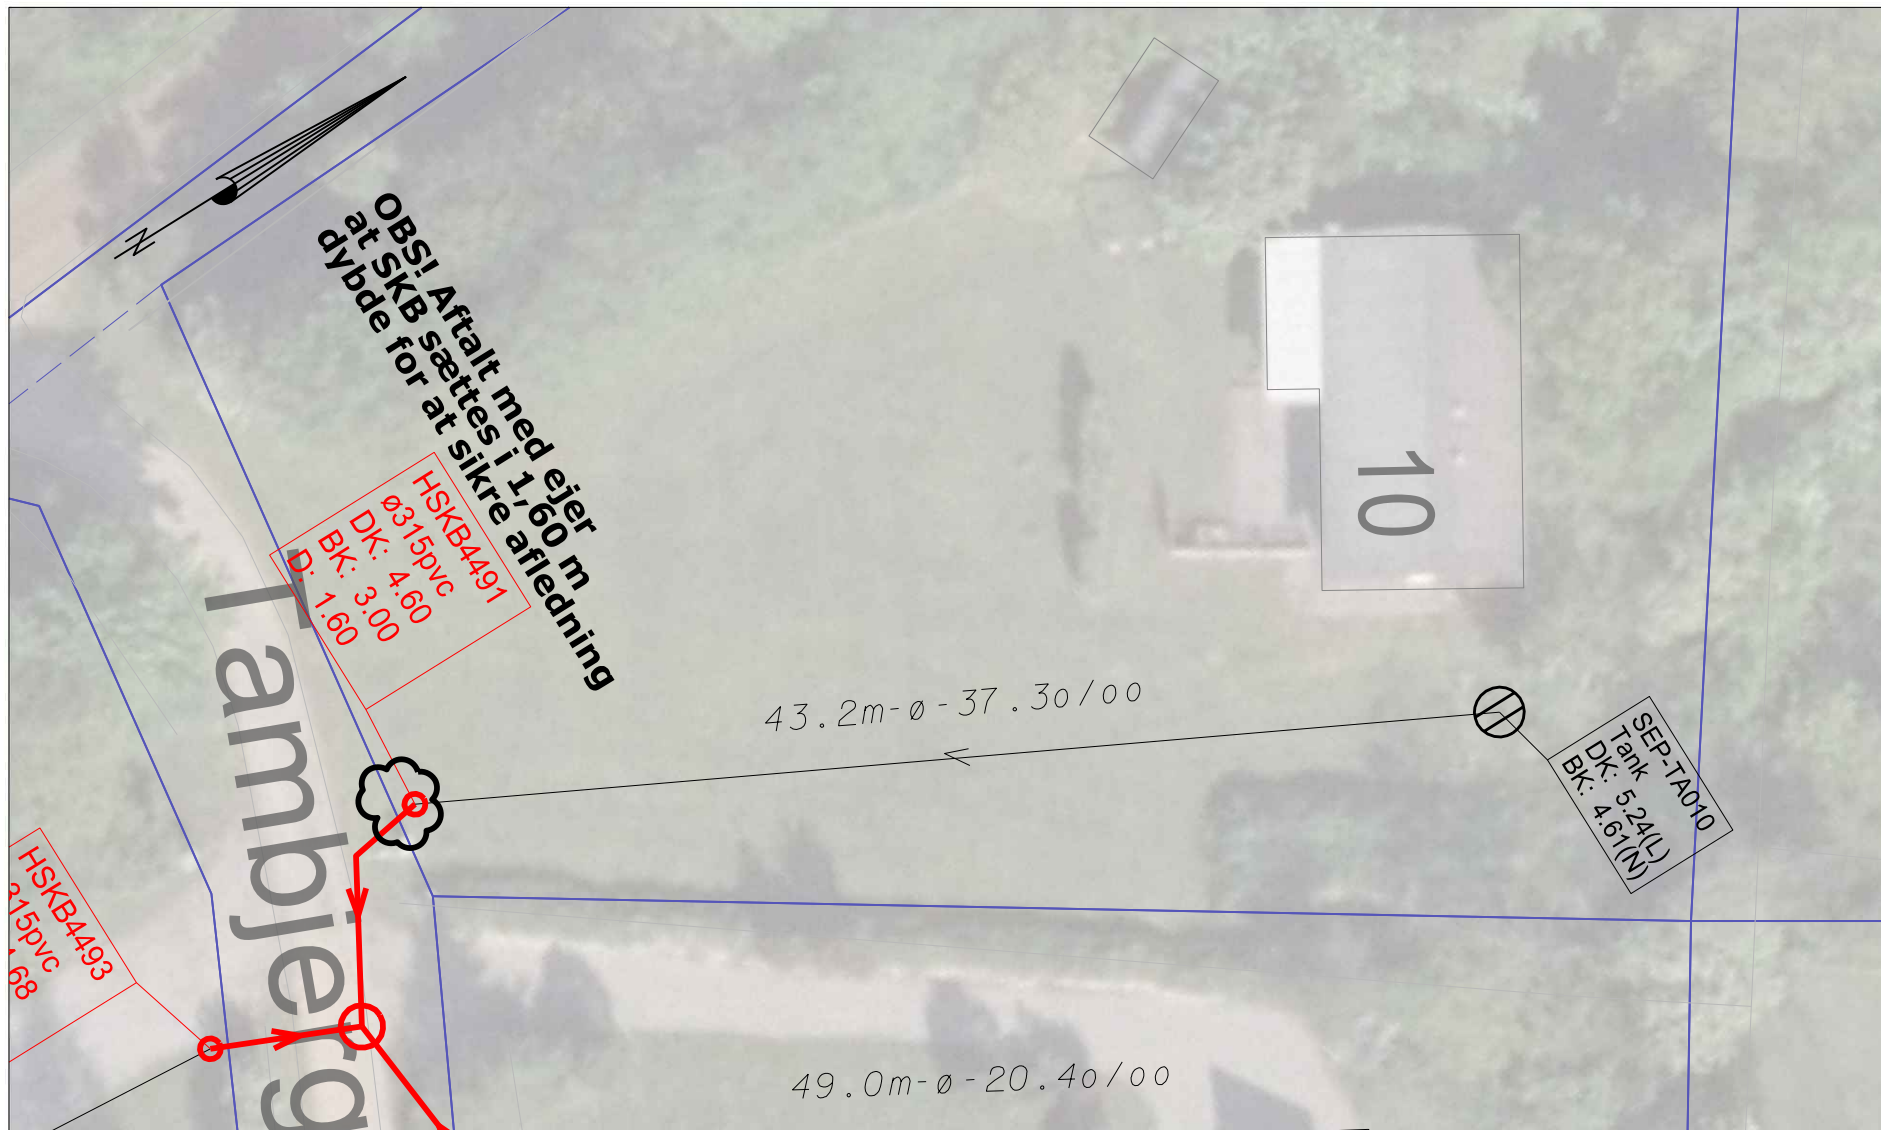 N
OBS! Aftalt med ejer
at SKB sættes i 1,60 m
dybde for at sikre afledning
HSKB4491
ø315pvc
DK: 4.60
BK: 3.00
D: 1.60
10
43.2m-ø-37.3o/oo
SEP-TA010
Tank
DK: 5.24(L)
BK: 4.61(N)
Tambjerg
HSKB4493
315pvc
.68
49.0m-ø-20.4o/oo